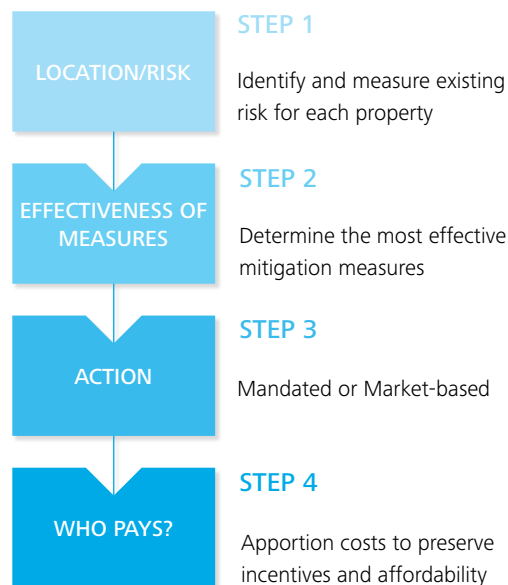 LOCATION/RISK
STEP 1
Identify and measure existing
risk for each property
EFFECTIVENESS OF
MEASURES
STEP 2
Determine the most effective
mitigation measures
ACTION
STEP 3
Mandated or Market-based
WHO PAYS?
STEP 4
Apportion costs to preserve
incentives and affordability